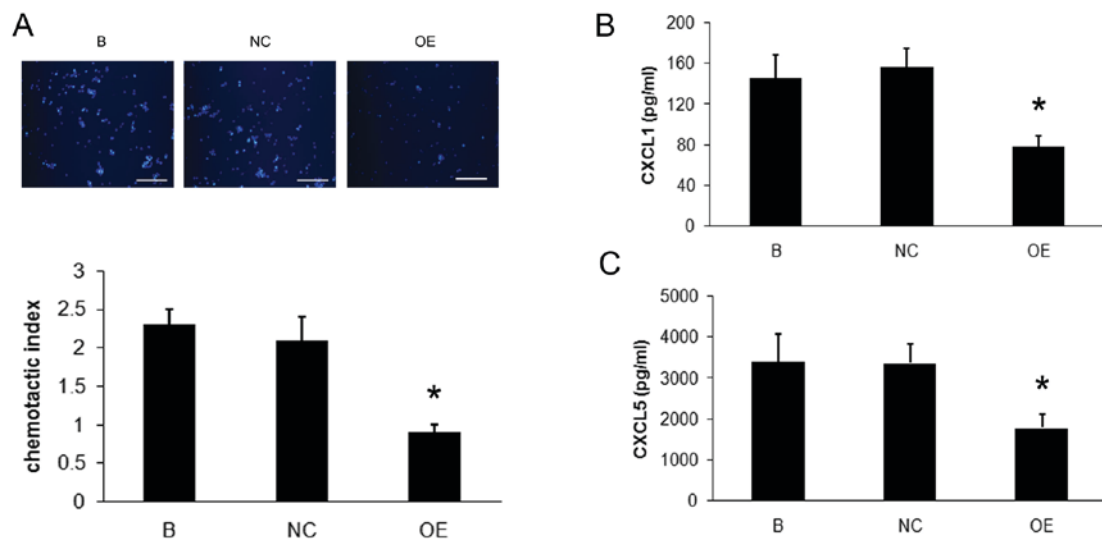 A
B NC OE
chemotactic index
3
2.5
2
1.5
1
0.5
0
*
B NC OE
B
CXCL1 (pg/ml)
200
160
120
80
40
0
*
B NC OE
C
CXCL5 (pg/ml)
5000
4000
3000
2000
1000
0
*
B NC OE